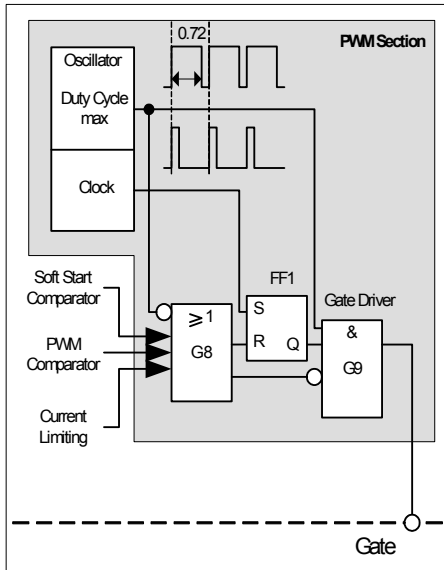 0.72
PWM Section
Oscillator
Duty Cycle
max
Clock
FF1
Soft Start
Comparator
Gate Driver
≥1
S
&
PWM
Comparator
G8
R
Q
G9
Current
Limiting
Gate